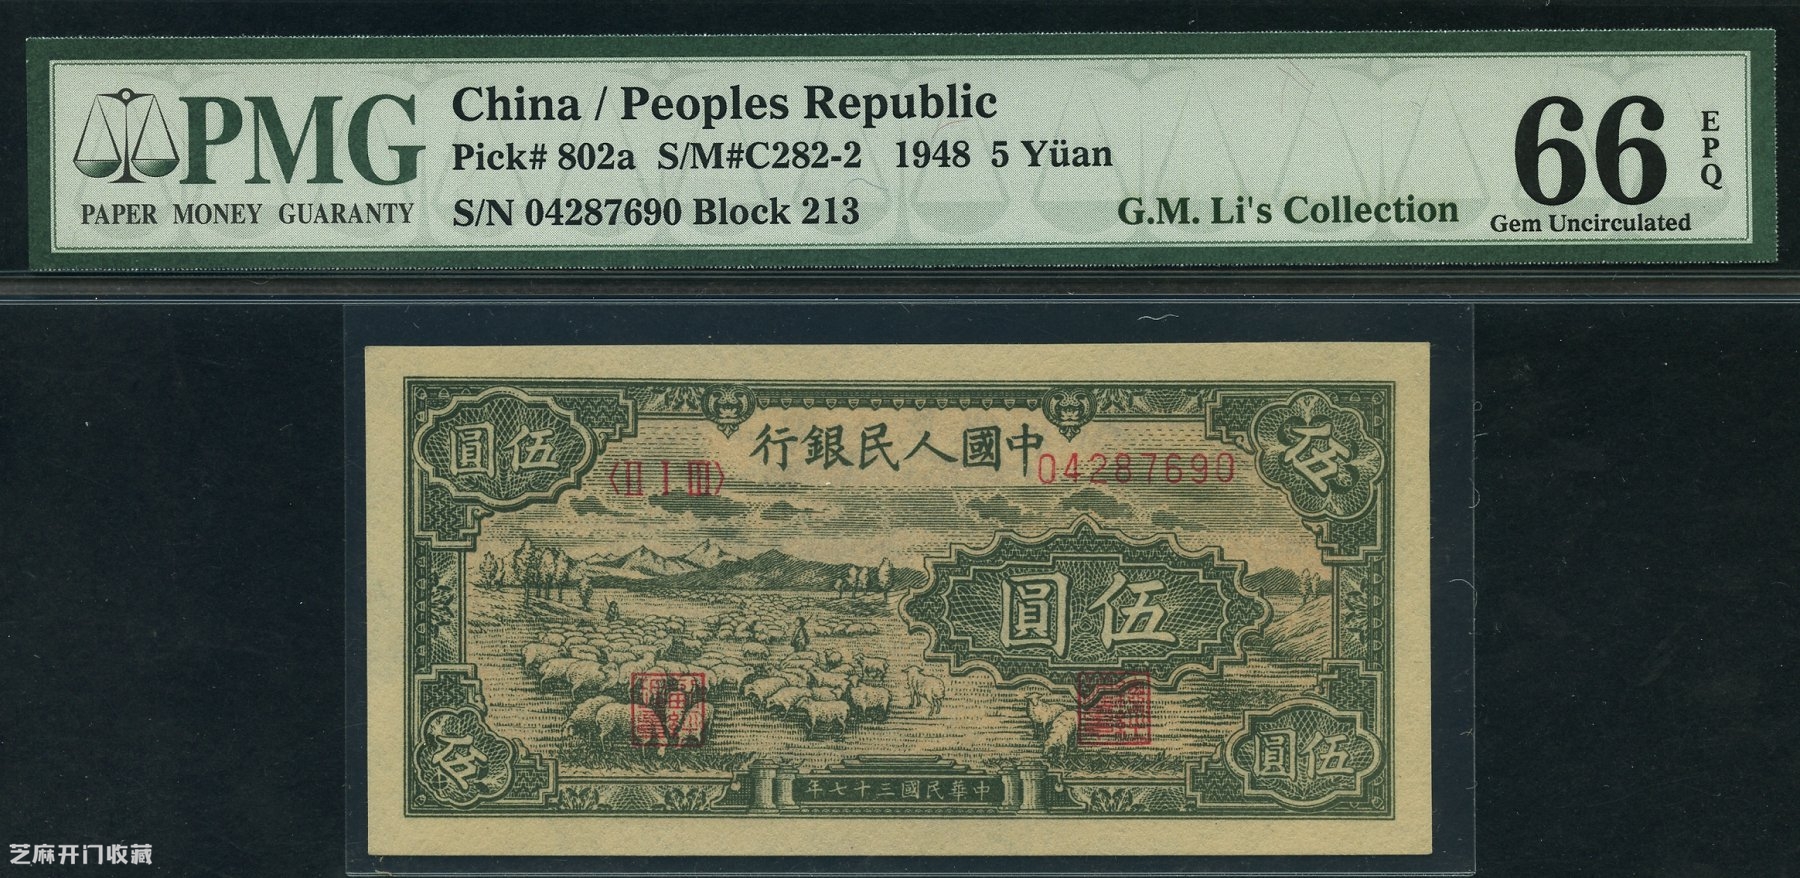 PMG
PAPER MONEY GUARANTY
China / Peoples Republic
Pick# 802a S/M#C282-2 1948 5 Yüan
S/N 04287690 Block 213
G.M. Li's Collection
66
EPQ
Gem Uncirculated
行銀民人國中
〈II I III〉
04287690
圓伍
伍
圓伍
伍
圓伍
年七十三國民華中
芝麻开门收藏